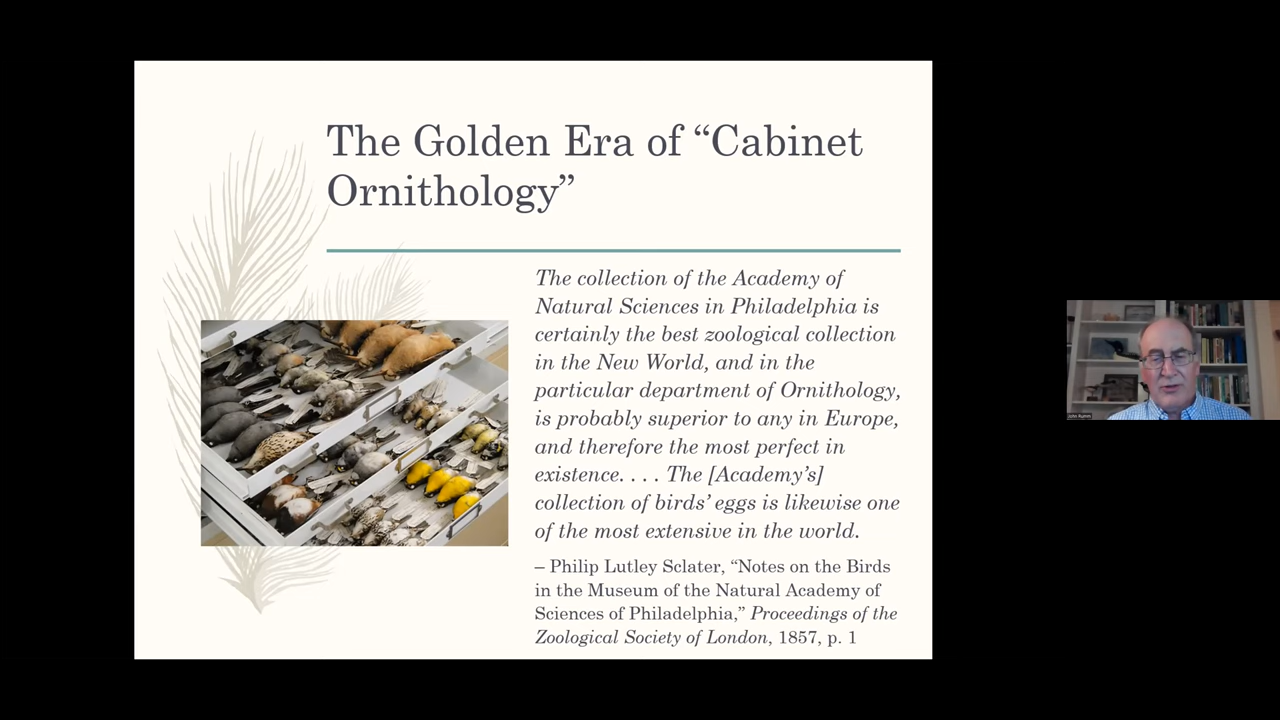 The Golden Era of “Cabinet
Ornithology”
The collection of the Academy of
Natural Sciences in Philadelphia is
certainly the best zoological collection
in the New World, and in the
particular department of Ornithology,
is probably superior to any in Europe,
and therefore the most perfect in
existence. . . . The [Academy’s]
collection of birds’ eggs is likewise one
of the most extensive in the world.
– Philip Lutley Sclater, “Notes on the Birds
in the Museum of the Natural Academy of
Sciences of Philadelphia,” Proceedings of the
Zoological Society of London, 1857, p. 1
John Rumm